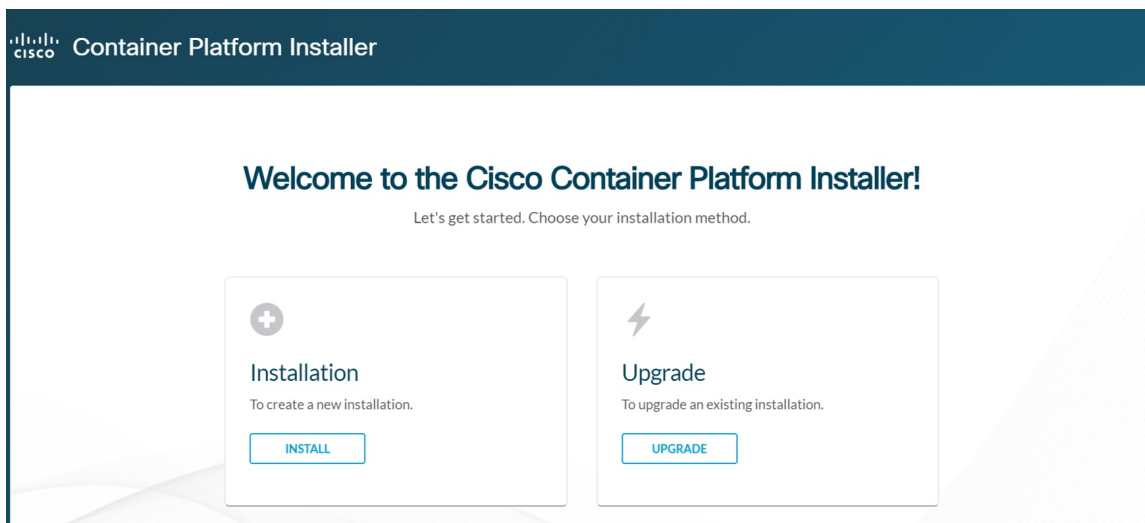 cisco Container Platform Installer
Welcome to the Cisco Container Platform Installer!
Let's get started. Choose your installation method.
Installation
To create a new installation.
INSTALL
Upgrade
To upgrade an existing installation.
UPGRADE